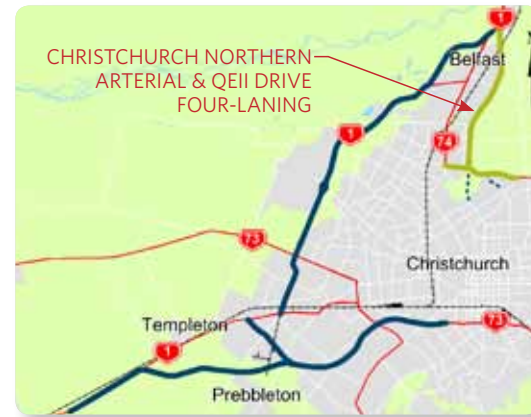 1
CHRISTCHURCH NORTHERN
ARTERIAL & QEII DRIVE
FOUR-LANING
Belfast
1
74
73
Christchurch
Templeton
1
73
Prebbleton